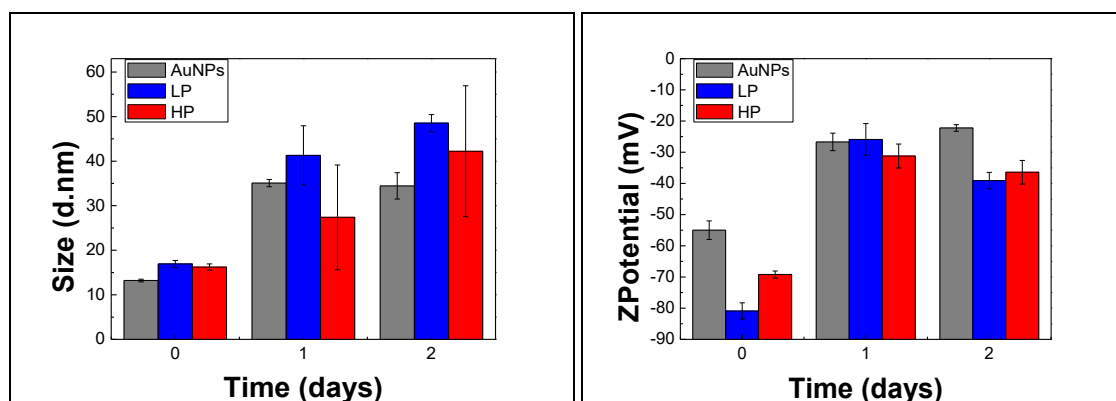 60
50
40
30
20
10
0
Size (d.nm)
AuNPs
LP
HP
0 1 2
Time (days)
0
-10
-20
-30
-40
-50
-60
-70
-80
-90
ZPotential (mV)
AuNPs
LP
HP
0 1 2
Time (days)